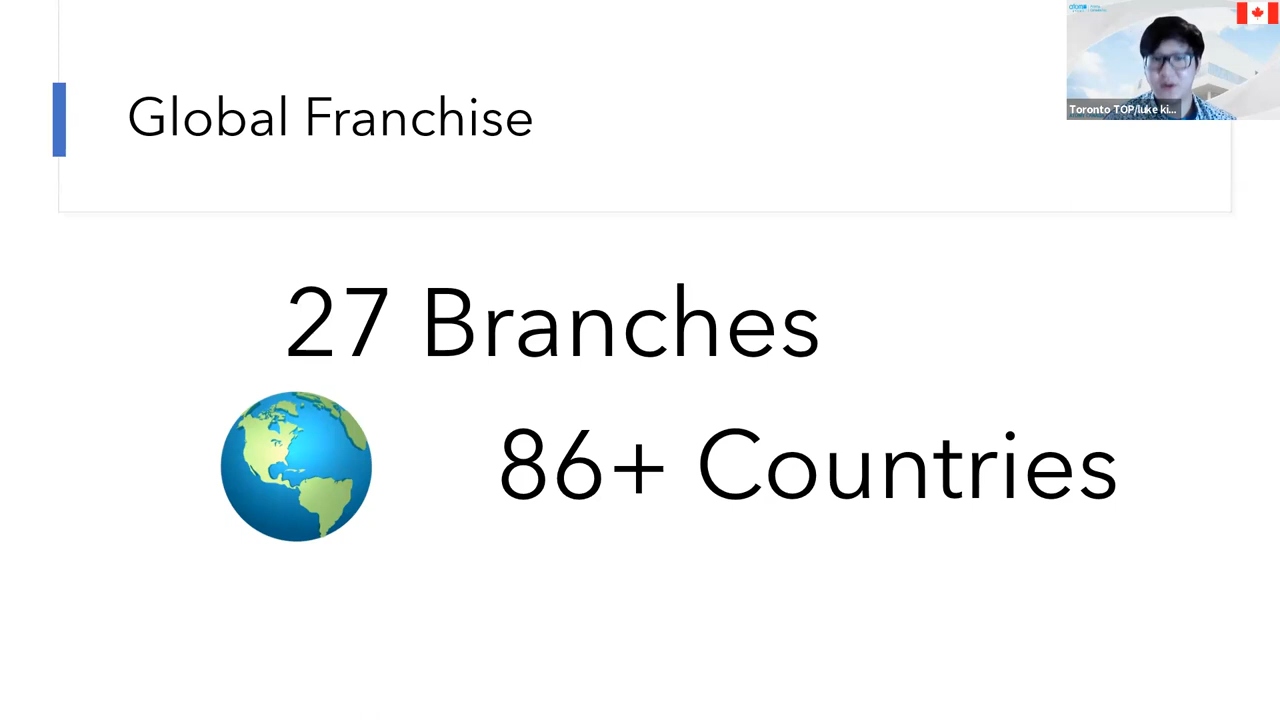 Global Franchise
Toronto TOP/luke ki...
27 Branches
86+ Countries